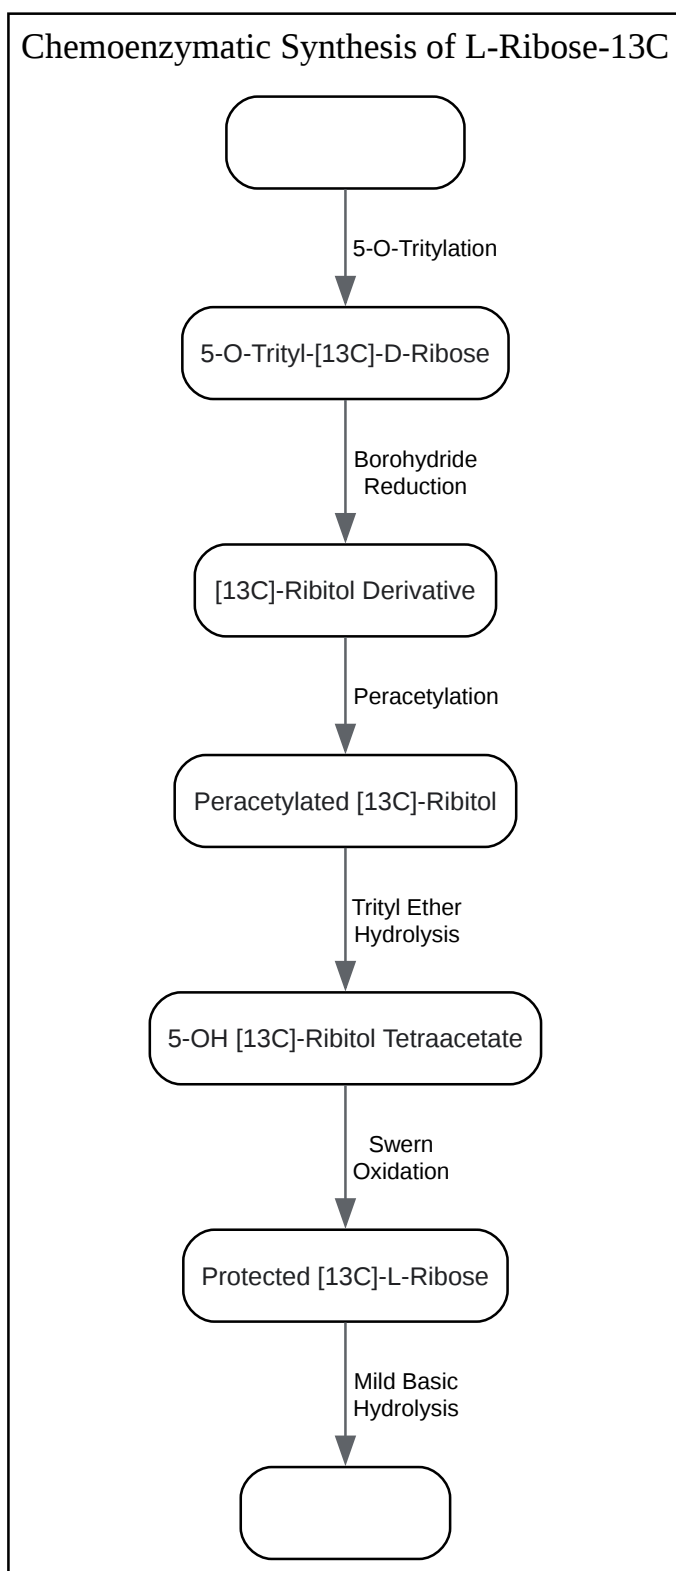 Chemoenzymatic Synthesis of L-Ribose-13C
5-O-Tritylation
5-O-Trityl-[13C]-D-Ribose
Borohydride
Reduction
[13C]-Ribitol Derivative
Peracetylation
Peracetylated [13C]-Ribitol
Trityl Ether
Hydrolysis
5-OH [13C]-Ribitol Tetraacetate
Swern
Oxidation
Protected [13C]-L-Ribose
Mild Basic
Hydrolysis